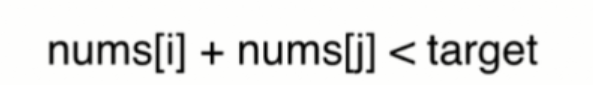 nums[i] + nums[j] < target